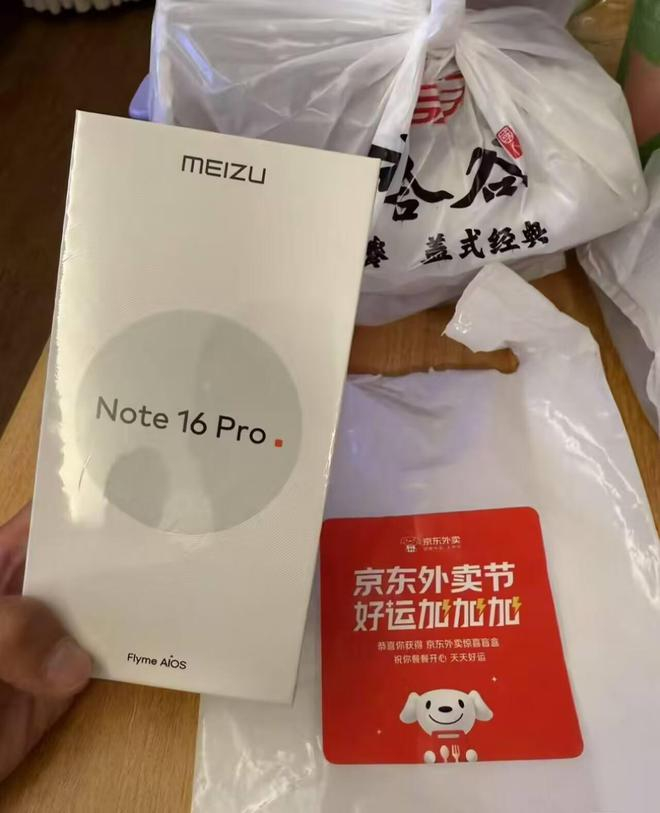 MEIZU
Note 16 Pro
Flyme AIOS
盖式经典
京东外卖
京东外卖节
好运加加加
恭喜你获得 京东外卖惊喜盲盒
祝你餐餐开心 天天好运